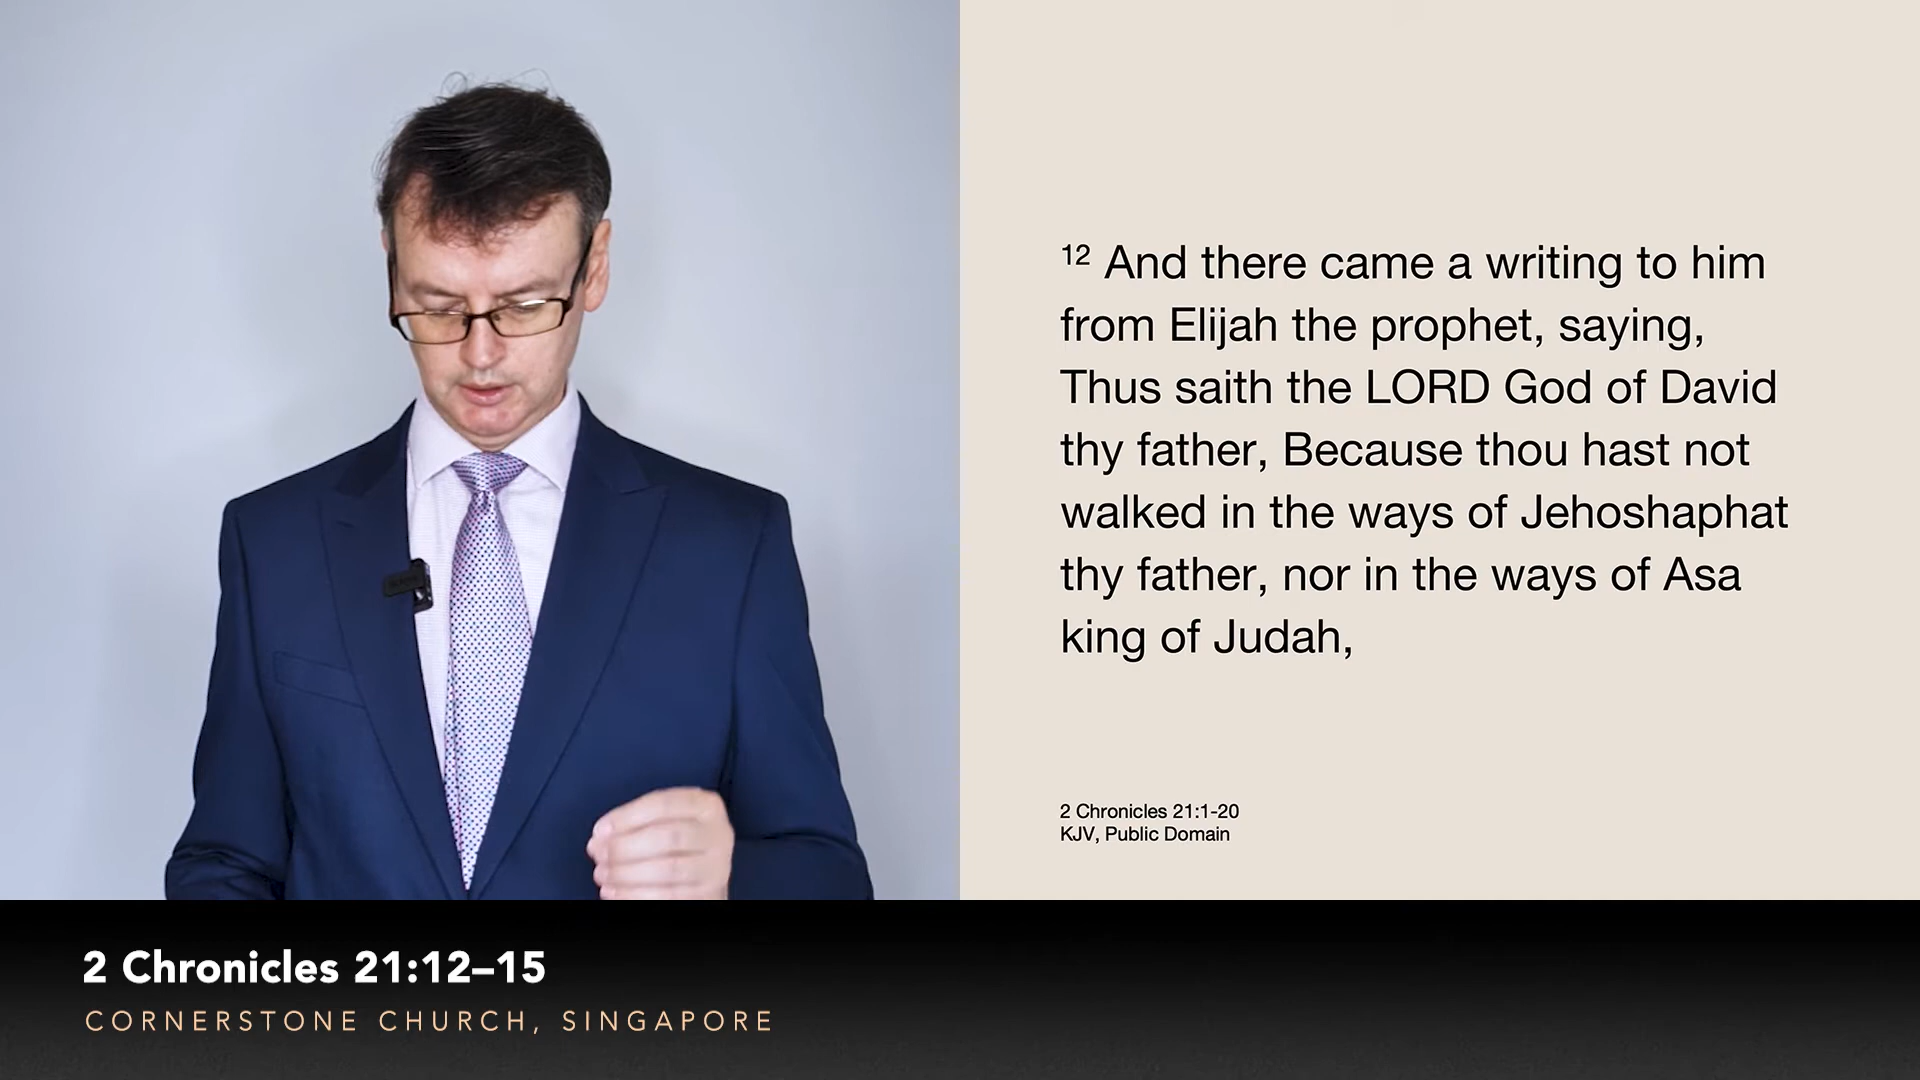 12 And there came a writing to him
from Elijah the prophet, saying,
Thus saith the LORD God of David
thy father, Because thou hast not
walked in the ways of Jehoshaphat
thy father, nor in the ways of Asa
king of Judah,
2 Chronicles 21:1-20
KJV, Public Domain
2 Chronicles 21:12–15
CORNERSTONE CHURCH, SINGAPORE